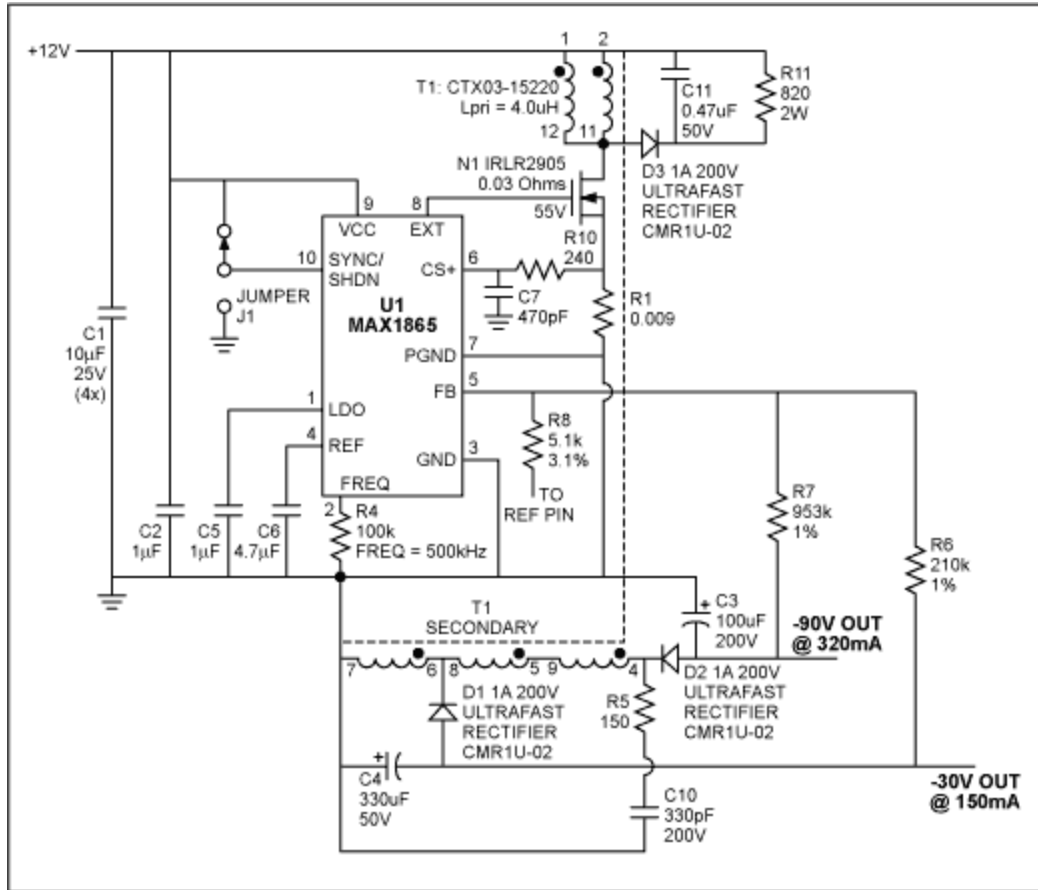 +12V
1
2
T1: CTX03-15220
Lpri = 4.0uH
12
11
C11
0.47uF
50V
R11
820
2W
N1 IRLR2905
0.03 Ohms
55V
D3 1A 200V
ULTRAFAST
RECTIFIER
CMR1U-02
9
8
VCC
EXT
10
SYNC/
SHDN
6
CS+
R10
240
C7
470pF
R1
0.009
JUMPER
J1
U1
MAX1865
C1
10µF
25V
(4x)
7
PGND
5
FB
1
LDO
4
REF
R8
5.1k
3.1%
3
GND
TO
REF PIN
FREQ
2
R4
100k
FREQ = 500kHz
C2
1µF
C5
1µF
C6
4.7µF
R7
953k
1%
R6
210k
1%
T1
SECONDARY
+
C3
100uF
200V
-90V OUT
@ 320mA
7
6
8
5
9
4
D1 1A 200V
ULTRAFAST
RECTIFIER
CMR1U-02
R5
150
D2 1A 200V
ULTRAFAST
RECTIFIER
CMR1U-02
+
C4
330uF
50V
C10
330pF
200V
-30V OUT
@ 150mA